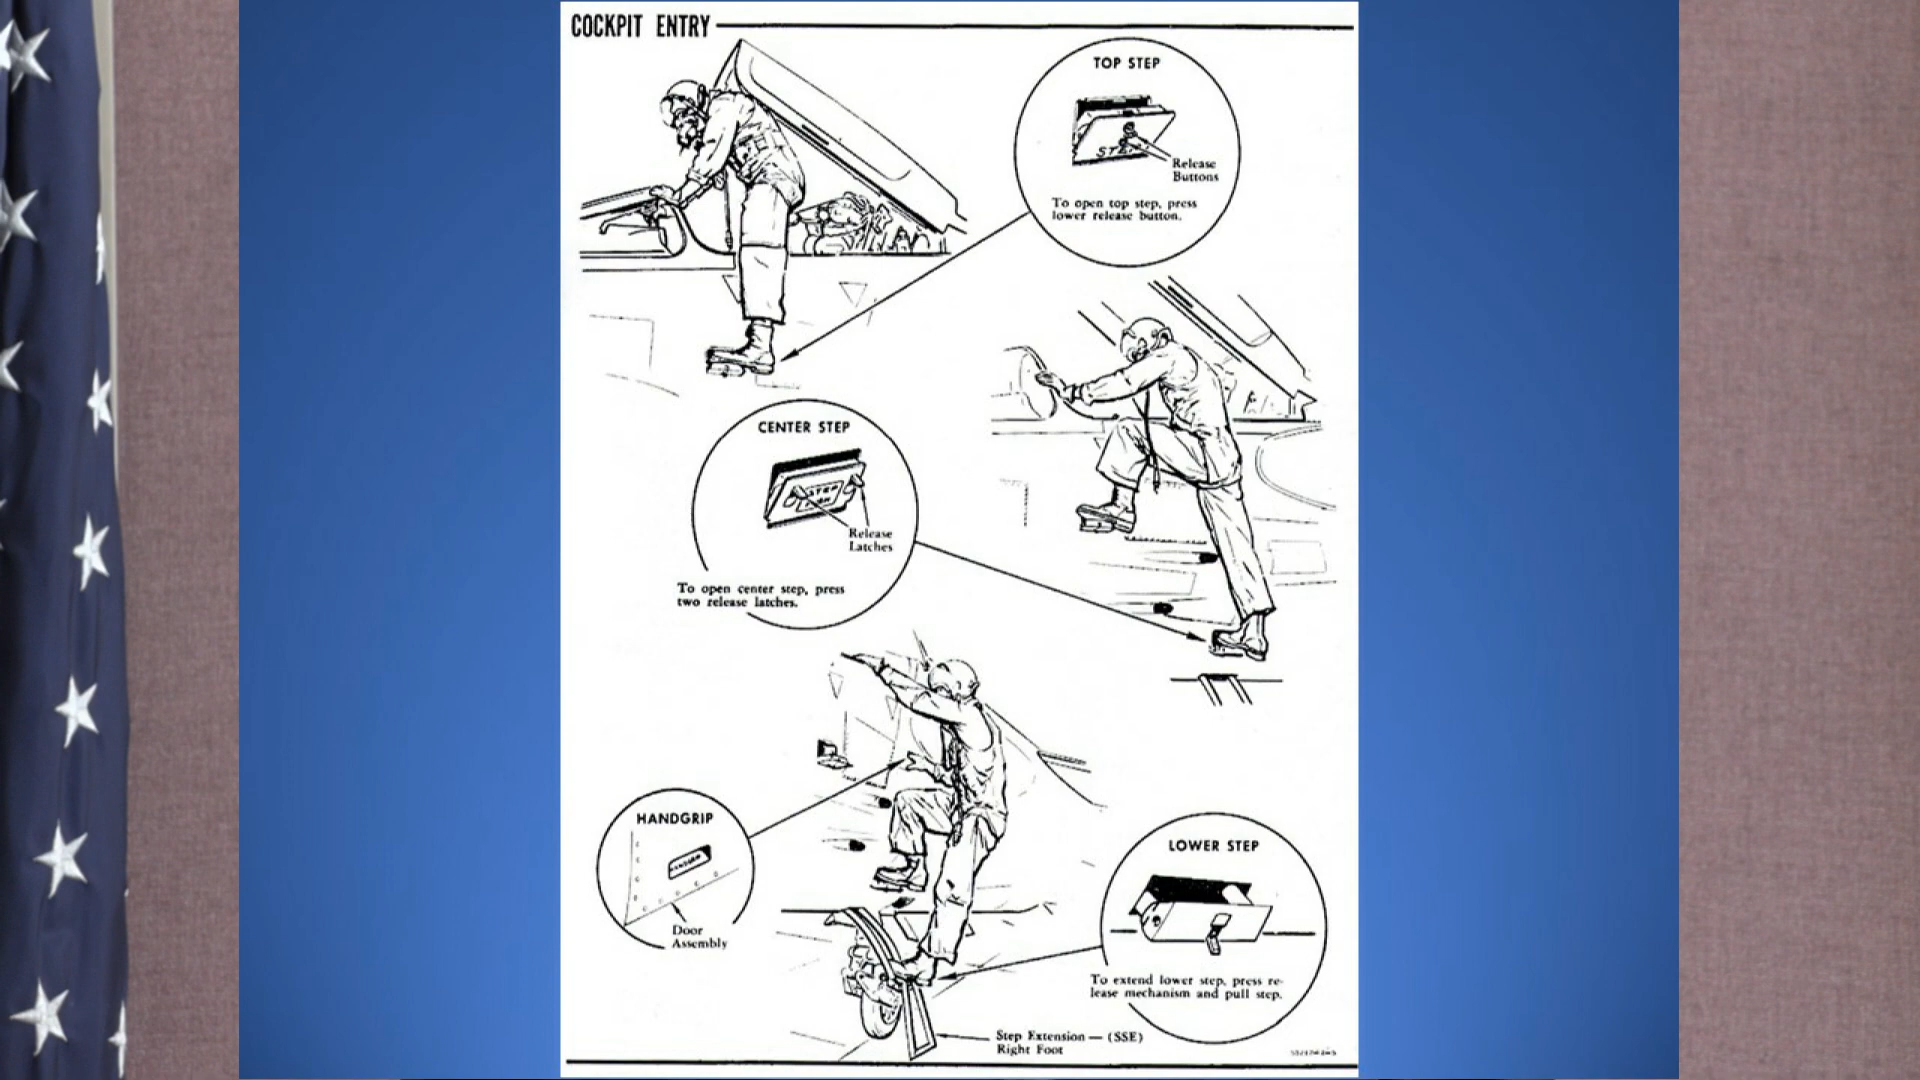 COCKPIT ENTRY
TOP STEP
STEP
Release
Buttons
To open top step, press
lower release button.
CENTER STEP
STEP
Release
Latches
To open center step, press
two release latches.
HANDGRIP
HANDGRIP
Door
Assembly
LOWER STEP
To extend lower step, press re-
lease mechanism and pull step.
Step Extension — (SSE)
Right Foot